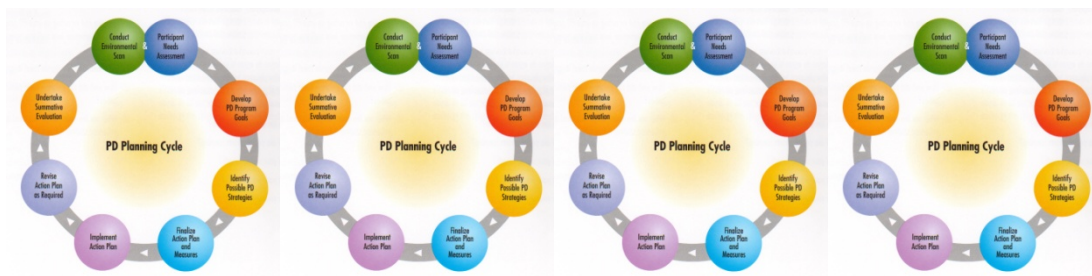 Conduct
Environmental
Scan
&
Participant
Needs
Assessment
Develop
PD Program
Goals
Identify
Possible PD
Strategies
Finalize
Action Plan
and
Measures
Implement
Action Plan
Revise
Action Plan
as Required
Undertake
Summative
Evaluation
PD Planning Cycle
Conduct
Environmental
Scan
&
Participant
Needs
Assessment
Develop
PD Program
Goals
Identify
Possible PD
Strategies
Finalize
Action Plan
and
Measures
Implement
Action Plan
Revise
Action Plan
as Required
Undertake
Summative
Evaluation
PD Planning Cycle
Conduct
Environmental
Scan
&
Participant
Needs
Assessment
Develop
PD Program
Goals
Identify
Possible PD
Strategies
Finalize
Action Plan
and
Measures
Implement
Action Plan
Revise
Action Plan
as Required
Undertake
Summative
Evaluation
PD Planning Cycle
Conduct
Environmental
Scan
&
Participant
Needs
Assessment
Develop
PD Program
Goals
Identify
Possible PD
Strategies
Finalize
Action Plan
and
Measures
Implement
Action Plan
Revise
Action Plan
as Required
Undertake
Summative
Evaluation
PD Planning Cycle